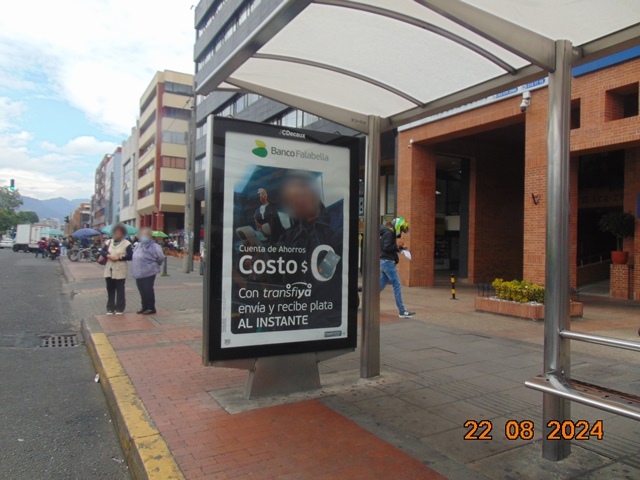 JCDecaux
Banco Falabella
Cuenta de Ahorros
Costo $0
Con transfiya
envía y recibe plata
AL INSTANTE
22 08 2024